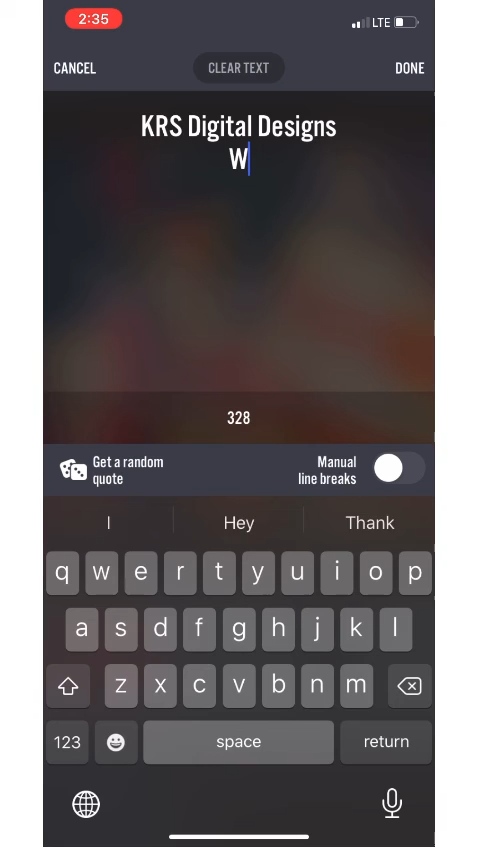 2:35
LTE
CANCEL
CLEAR TEXT
DONE
KRS Digital Designs
W
328
Get a random
quote
Manual
line breaks
I
Hey
Thank
q w e r t y u i o p
a s d f g h j k l
z x c v b n m
123
space
return